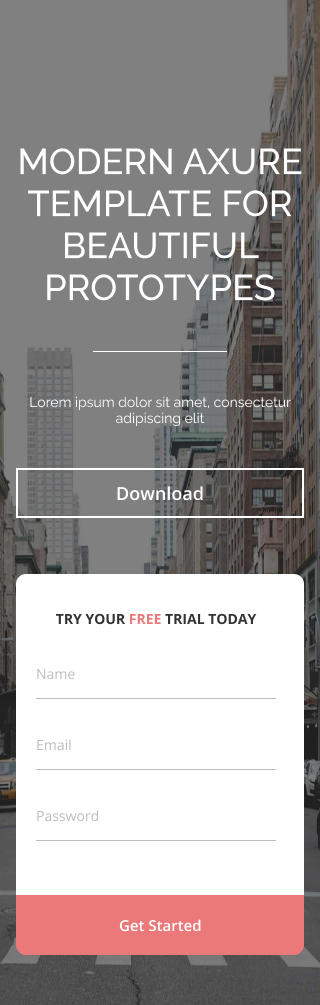 MODERN AXURE
TEMPLATE FOR
BEAUTIFUL
PROTOTYPES
Lorem ipsum dolor sit amet, consectetur
adipiscing elit
Download
TRY YOUR FREE TRIAL TODAY
Name
Email
Password
Get Started